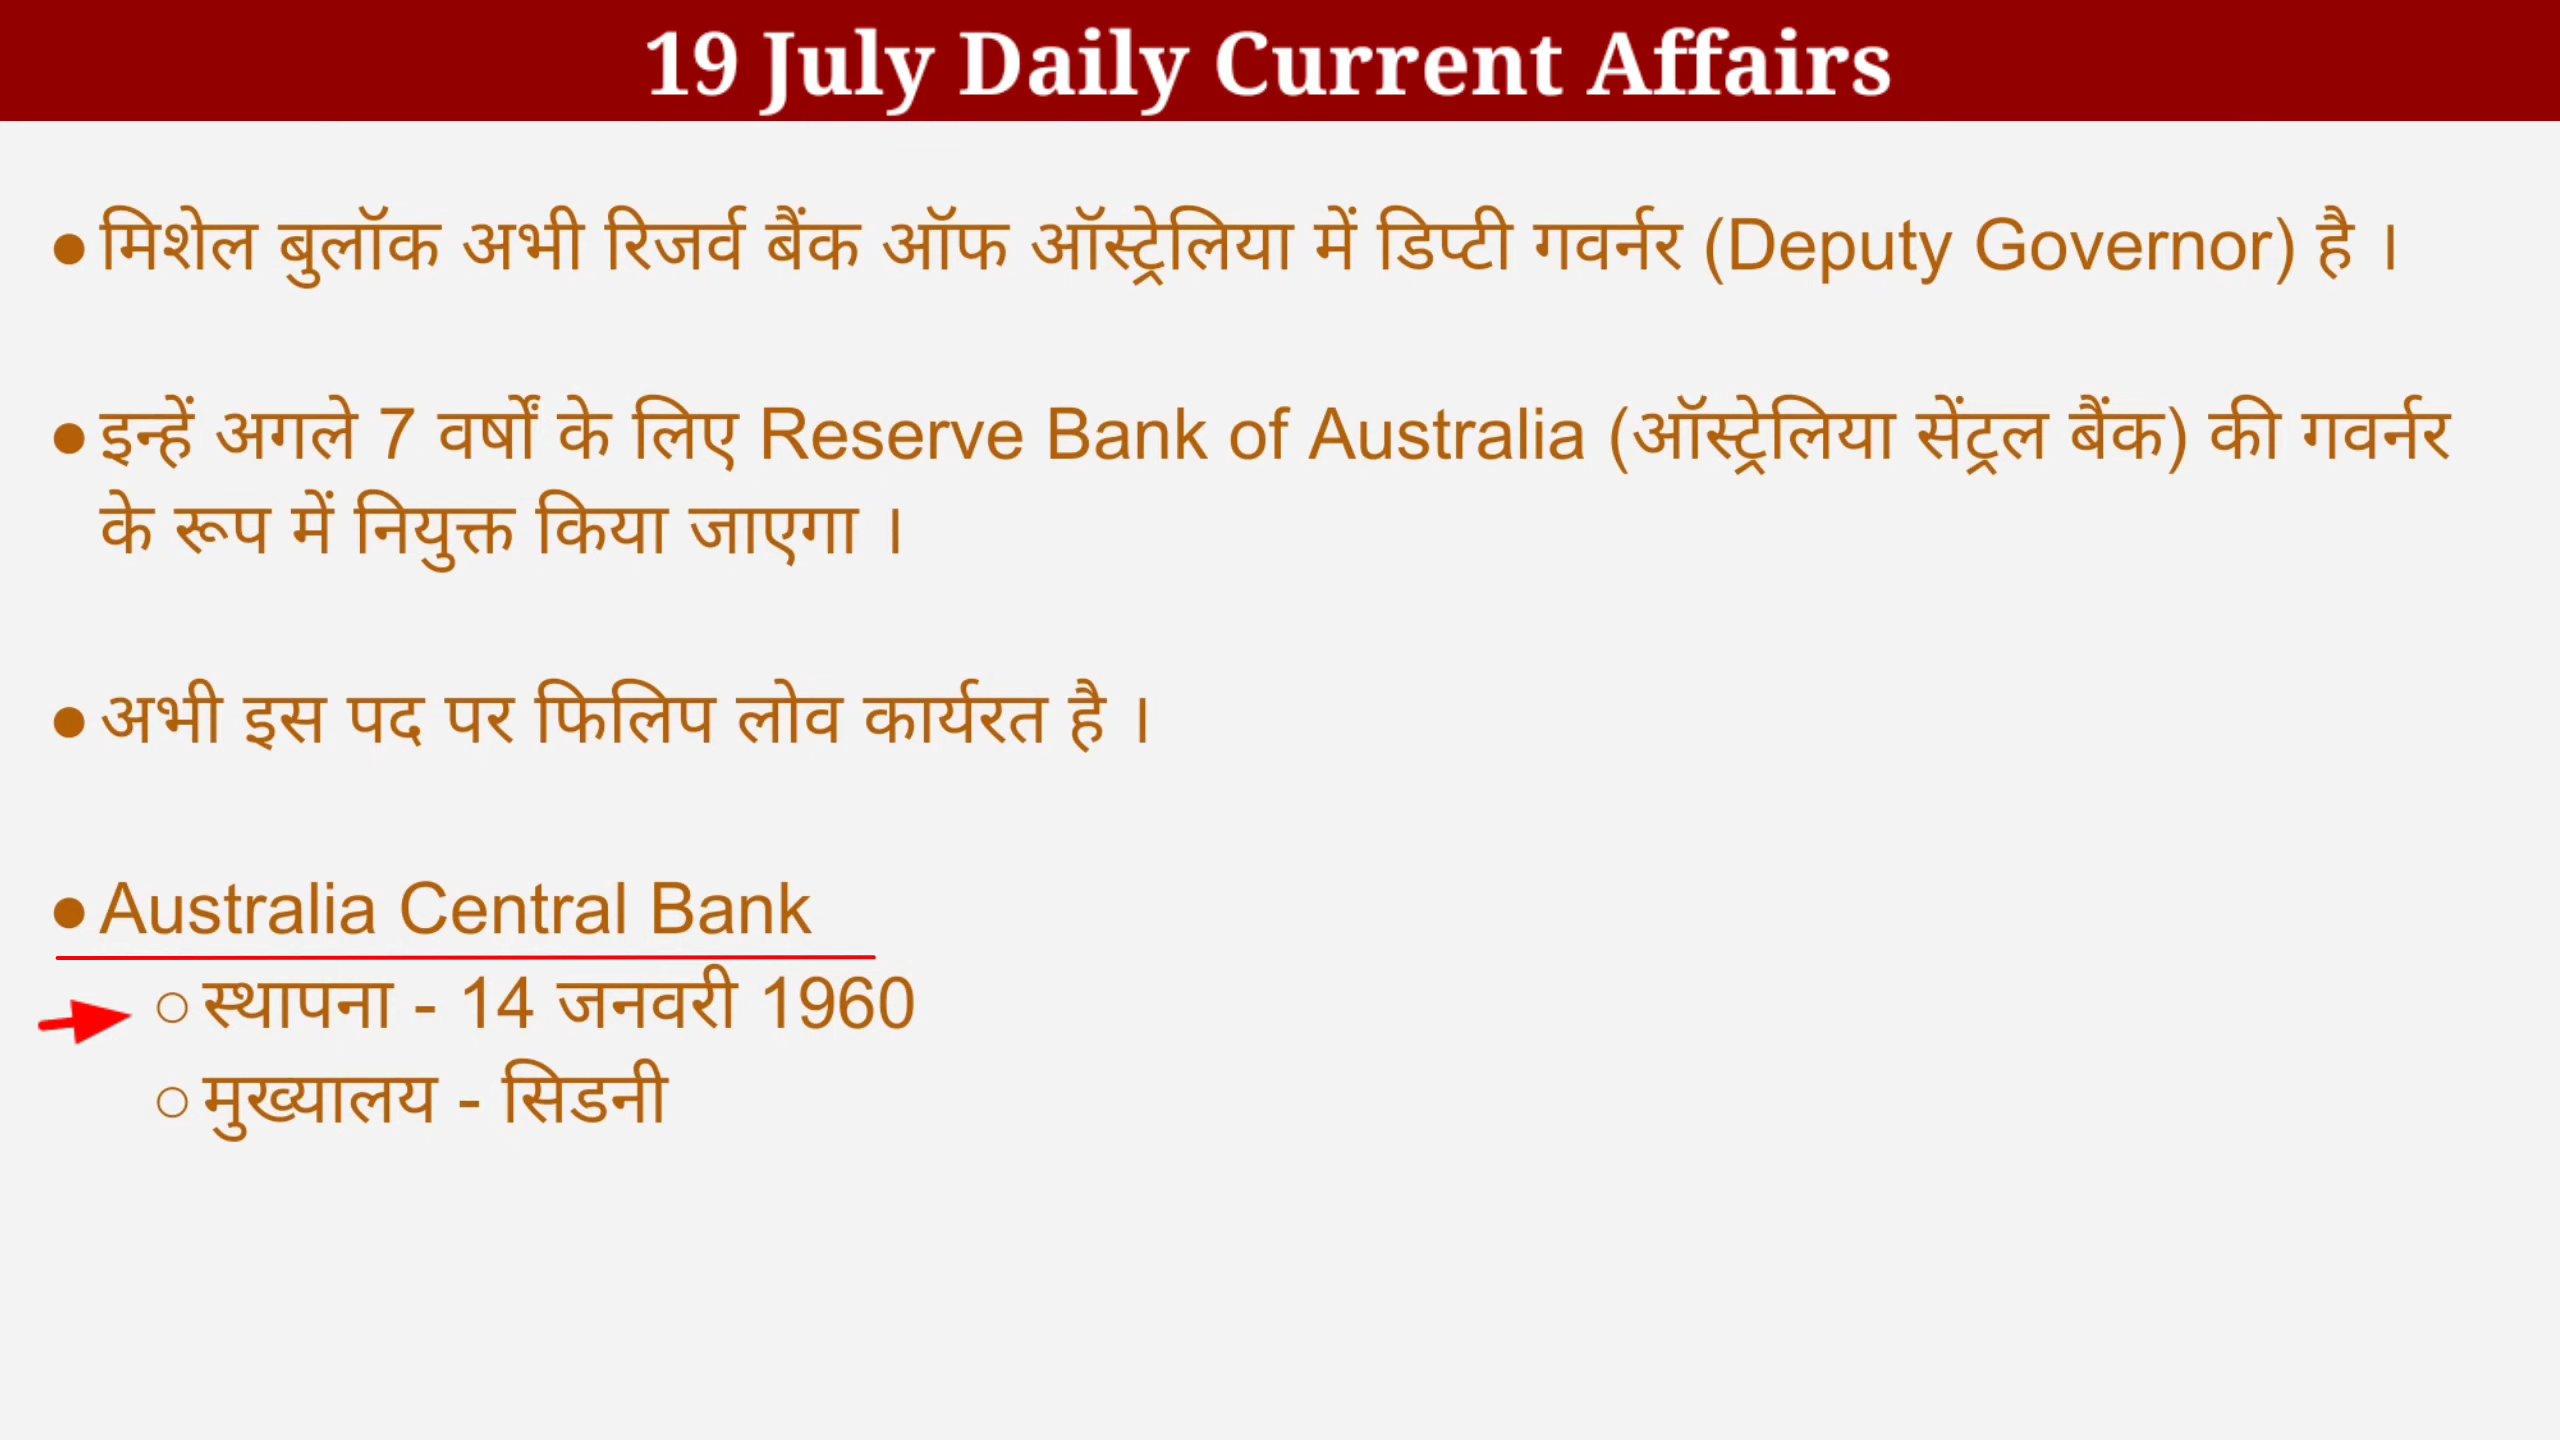 19 July Daily Current Affairs
● मिशेल बुलॉक अभी रिजर्व बैंक ऑफ ऑस्ट्रेलिया में डिप्टी गवर्नर (Deputy Governor) है ।
● इन्हें अगले 7 वर्षों के लिए Reserve Bank of Australia (ऑस्ट्रेलिया सेंट्रल बैंक) की गवर्नर
के रूप में नियुक्त किया जाएगा ।
● अभी इस पद पर फिलिप लोव कार्यरत है ।
● Australia Central Bank
○ स्थापना - 14 जनवरी 1960
○ मुख्यालय - सिडनी